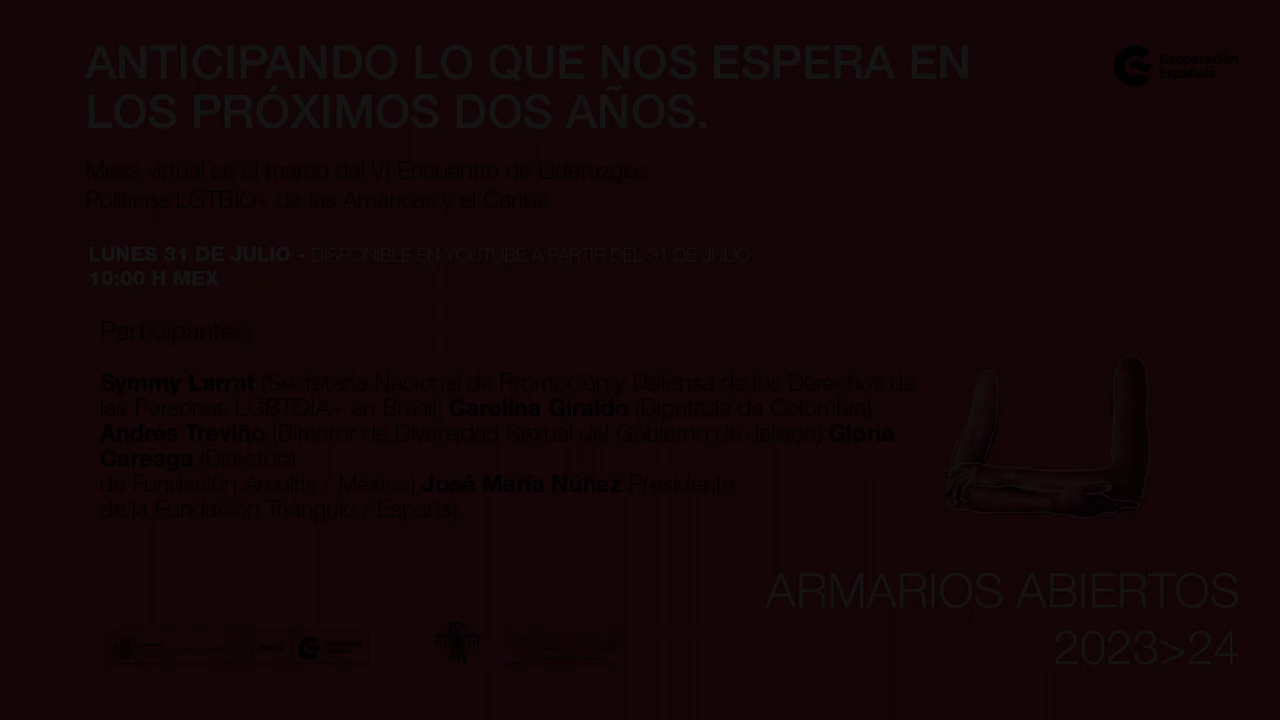 ANTICIPANDO LO QUE NOS ESPERA EN
LOS PRÓXIMOS DOS AÑOS.
Cooperación
Española
Mesa virtual en el marco del VI Encuentro de Liderazgos
Políticos LGTBIQ+ de las Américas y el Caribe
LUNES 31 DE JULIO - DISPONIBLE EN YOUTUBE A PARTIR DEL 31 DE JULIO
10:00 H MEX
Participantes:
Symmy Larrat (Secretaria Nacional de Promoción y Defensa de los Derechos de
las Personas LGBTQIA+ en Brasil) Carolina Giraldo (Diputada de Colombia)
Andrés Treviño (Director de Diversidad Sexual del Gobierno de Jalisco) Gloria
Careaga (Directora
de Fundación Arcoíris / México) José María Núñez Presidente
de la Fundación Triángulo / España)
ARMARIOS ABIERTOS
2023>24